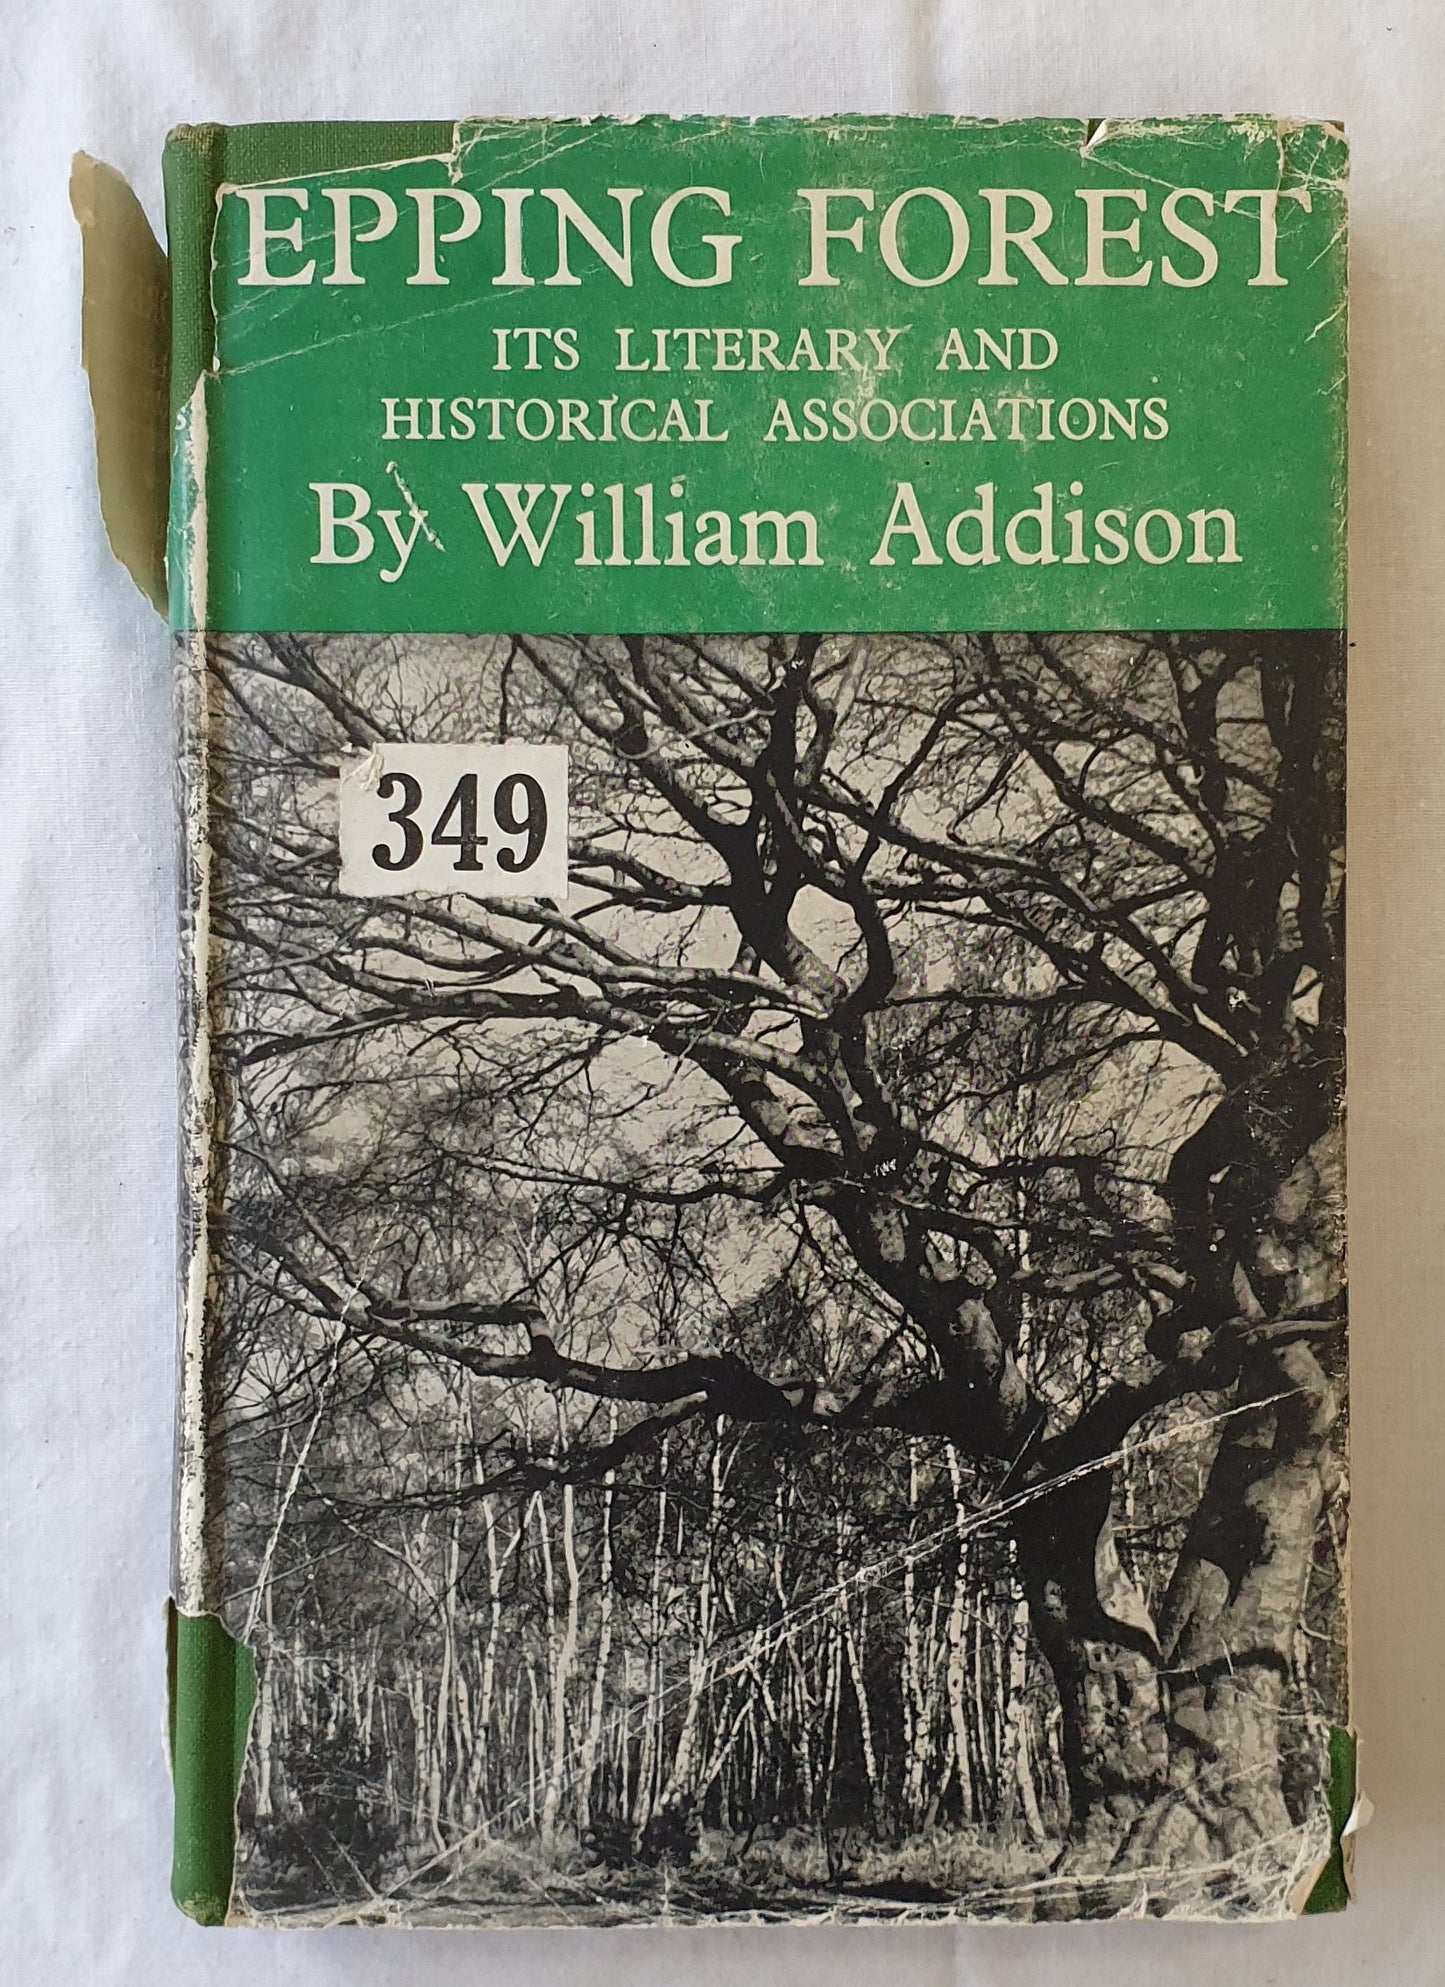 EPPING FOREST
ITS LITERARY AND
HISTORICAL ASSOCIATIONS
By William Addison
349